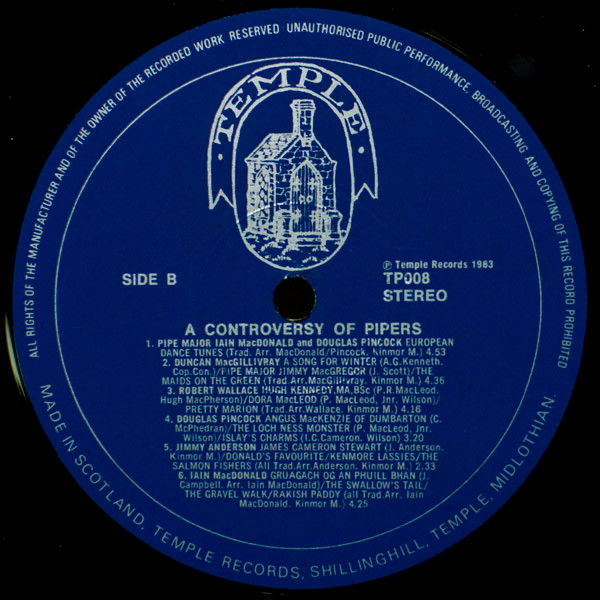 ALL RIGHTS OF THE MANUFACTURER AND OF THE OWNER OF THE RECORDED WORK RESERVED UNAUTHORISED PUBLIC PERFORMANCE, BROADCASTING AND COPYING OF THIS RECORD PROHIBITED
·TEMPLE·
SIDE B
℗ Temple Records 1983
TP008
STEREO
A CONTROVERSY OF PIPERS
1. PIPE MAJOR IAIN MacDONALD and DOUGLAS PINCOCK EUROPEAN
DANCE TUNES (Trad. Arr. MacDonald/Pincock. Kinmor M.) 4.53
2. DUNCAN MacGILLIVRAY A SONG FOR WINTER (A.G.Kenneth.
Cop.Con.)/PIPE MAJOR JIMMY MacGREGOR (J. Scott)/THE
MAIDS ON THE GREEN (Trad.Arr.MacGillivray. Kinmor M.) 4.36
3. ROBERT WALLACE HUGH KENNEDY,MA,BSc (P.R.MacLeod.
Hugh MacPherson)/DORA MacLEOD (P. MacLeod, Jnr. Wilson)/
PRETTY MARION (Trad.Arr.Wallace. Kinmor M.) 4.16
4. DOUGLAS PINCOCK ANGUS MacKENZIE OF DUMBARTON (C.
McPhedran)/THE LOCH NESS MONSTER (P. MacLeod, Jnr.
Wilson)/ISLAY'S CHARMS (I.C.Cameron. Wilson) 3.20
5. JIMMY ANDERSON JAMES CAMERON STEWART (J. Anderson.
Kinmor M.)/DONALD'S FAVOURITE/KENMORE LASSIES/THE
SALMON FISHERS (All Trad.Arr.Anderson. Kinmor M.) 2.33
6. IAIN MacDONALD GRUAGACH OG AN PHUILL BHAN (J.
Campbell. Arr. Iain MacDonald)/THE SWALLOW'S TAIL/
THE GRAVEL WALK/RAKISH PADDY (all Trad.Arr. Iain
MacDonald. Kinmor M.) 4.25
MADE IN SCOTLAND, TEMPLE RECORDS, SHILLINGHILL, TEMPLE, MIDLOTHIAN.